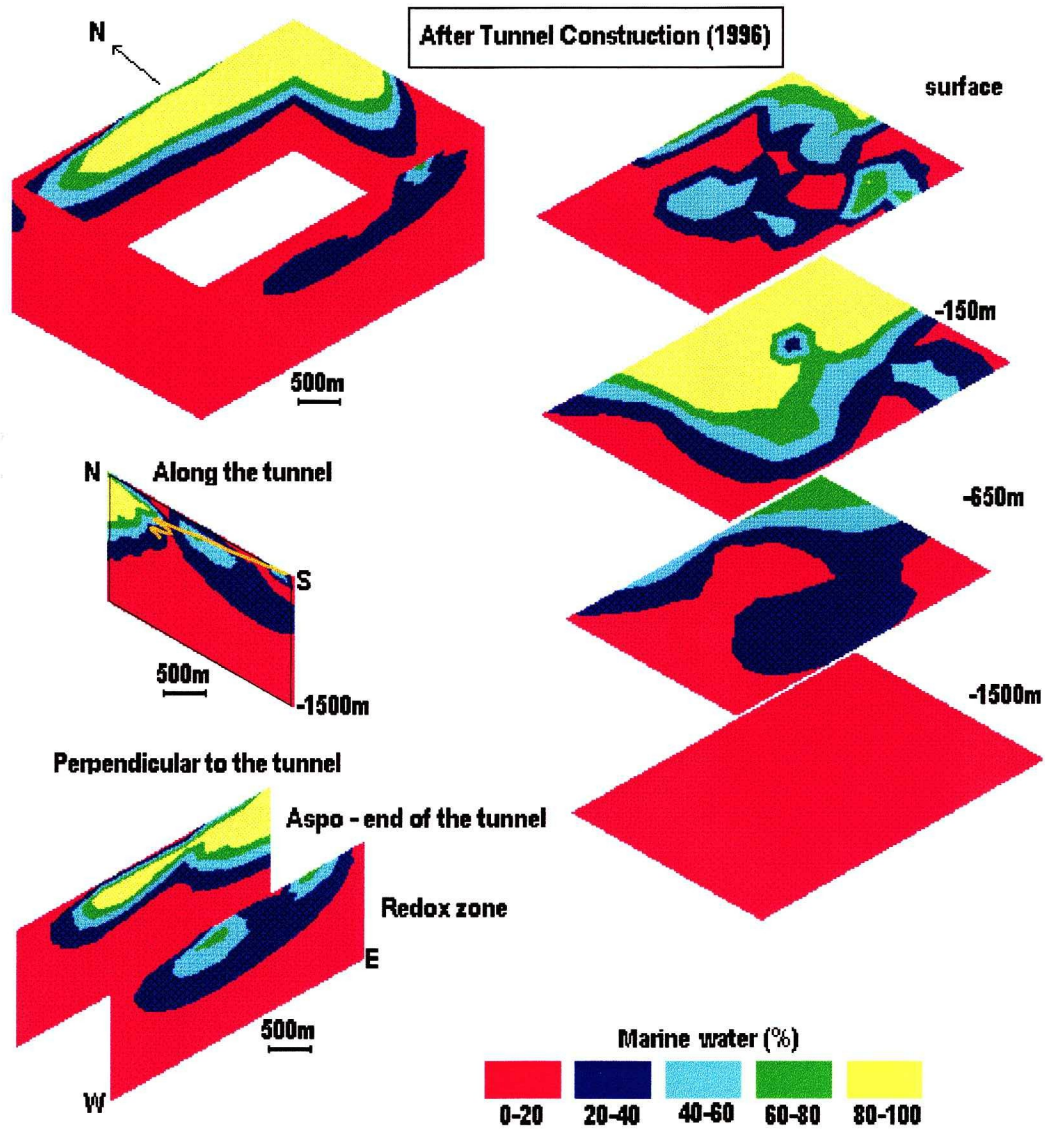 After Tunnel Construction (1996)
N
surface
-150m
500m
N
Along the tunnel
-650m
S
500m
-1500m
-1500m
Perpendicular to the tunnel
Aspo - end of the tunnel
Redox zone
E
500m
W
Marine water (%)
0-20 20-40 40-60 60-80 80-100